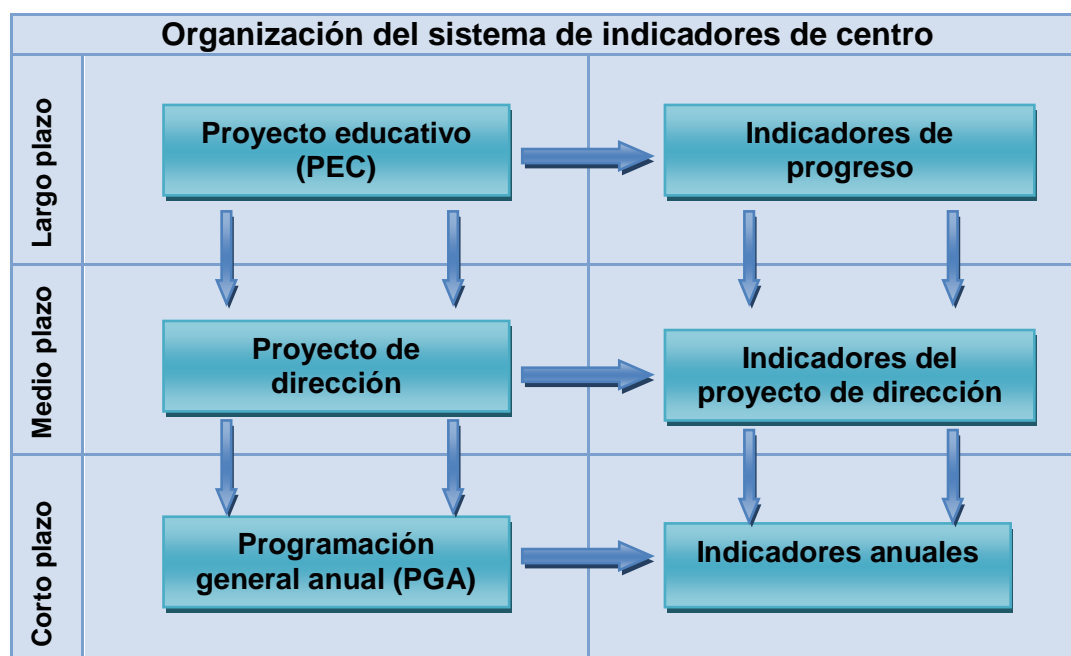 Organización del sistema de indicadores de centro
Largo plazo
Proyecto educativo
(PEC)
Indicadores de
progreso
Medio plazo
Proyecto de
dirección
Indicadores del
proyecto de dirección
Corto plazo
Programación
general anual (PGA)
Indicadores anuales